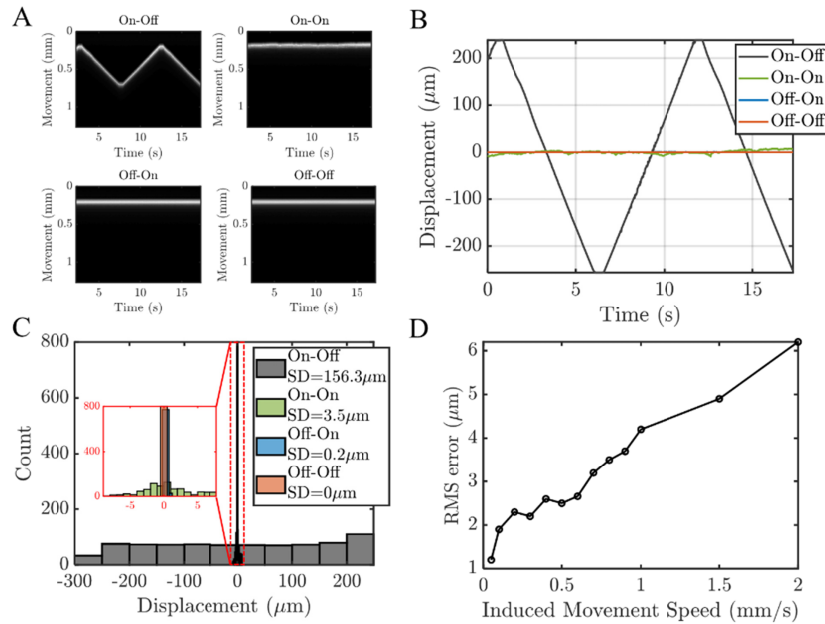 A
On-Off
Movement (mm)
0
0.5
1
5 10 15
Time (s)
On-On
Movement (mm)
0
0.5
1
5 10 15
Time (s)
Off-On
Movement (mm)
0
0.5
1
5 10 15
Time (s)
Off-Off
Movement (mm)
0
0.5
1
5 10 15
Time (s)
B
Displacement (μm)
200
100
0
-100
-200
0 5 10 15
Time (s)
On-Off
On-On
Off-On
Off-Off
C
Count
800
600
400
200
0
-300 -200 -100 0 100 200
Displacement (μm)
800
400
0
-5 0 5
On-Off
SD=156.3μm
On-On
SD=3.5μm
Off-On
SD=0.2μm
Off-Off
SD=0μm
D
RMS error (μm)
6
5
4
3
2
1
0 0.5 1 1.5 2
Induced Movement Speed (mm/s)